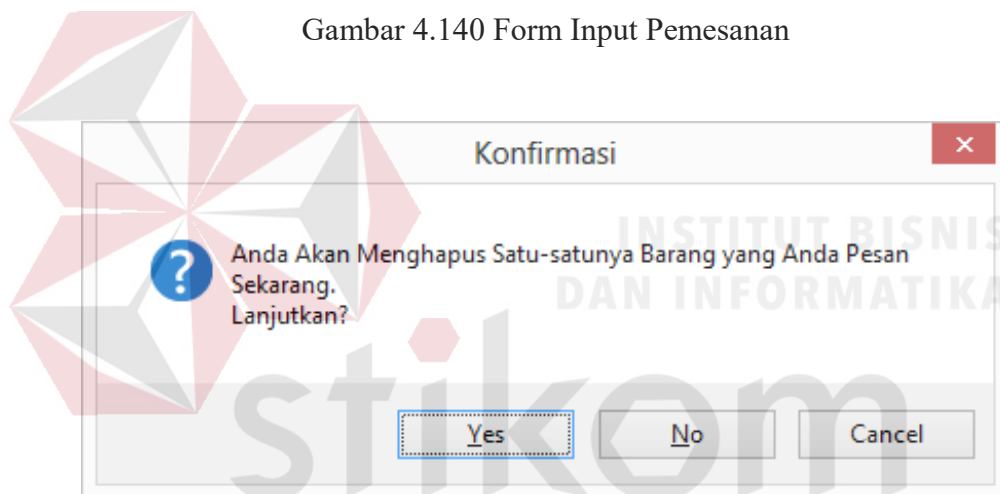 Gambar 4.140 Form Input Pemesanan
Konfirmasi
INSTITUT BISNIS
DAN INFORMATIKA
Anda Akan Menghapus Satu-satunya Barang yang Anda Pesan
Sekarang.
Lanjutkan?
stikom
Yes No Cancel